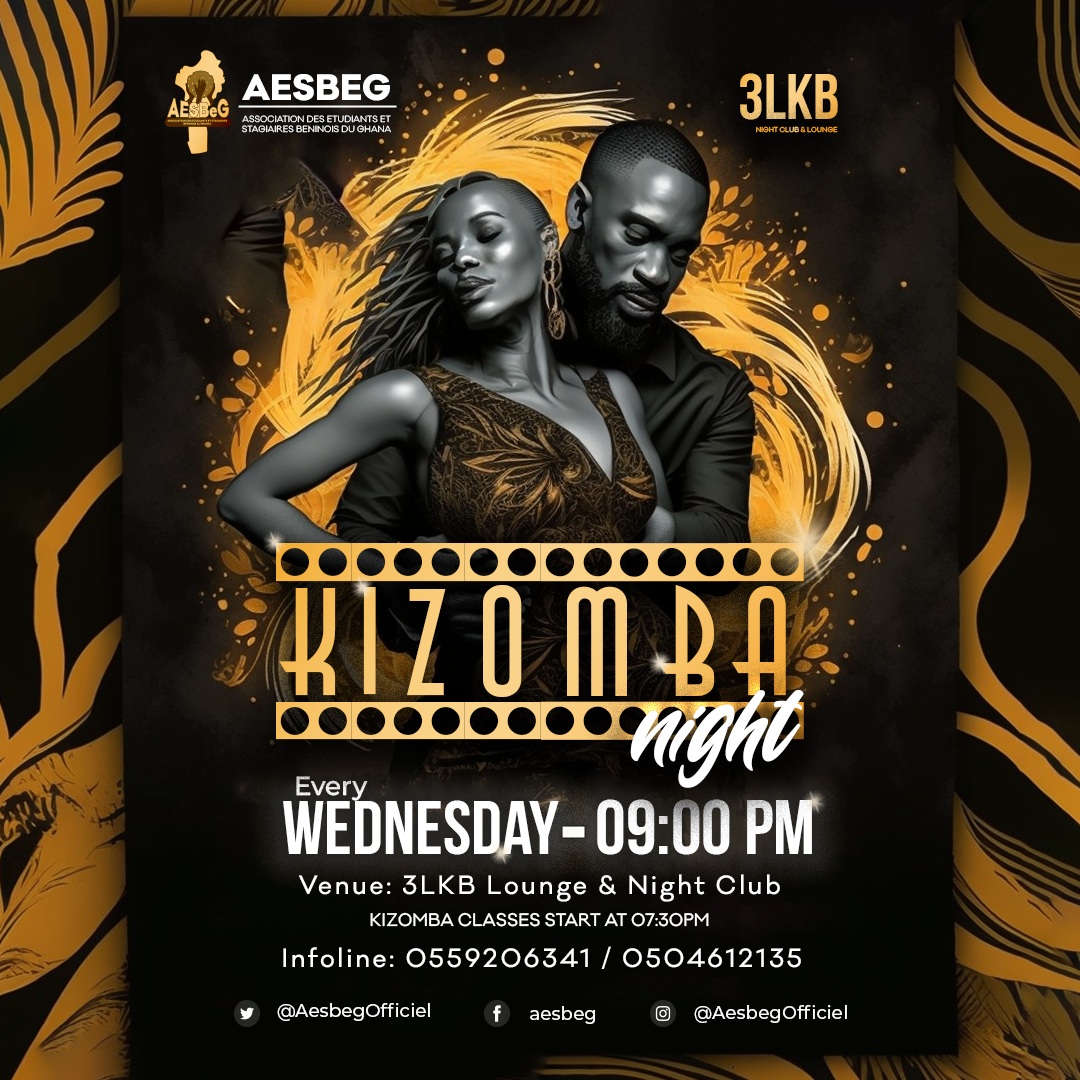 AESBeG
AESBEG
ASSOCIATION DES ETUDIANTS ET
STAGIAIRES BENINOIS DU GHANA
3LKB
NIGHT CLUB & LOUNGE
KIZOMBA
night
Every
WEDNESDAY- 09:00 PM
Venue: 3LKB Lounge & Night Club
KIZOMBA CLASSES START AT 07:30PM
Infoline: 0559206341 / 0504612135
@AesbegOfficiel
aesbeg
@AesbegOfficiel